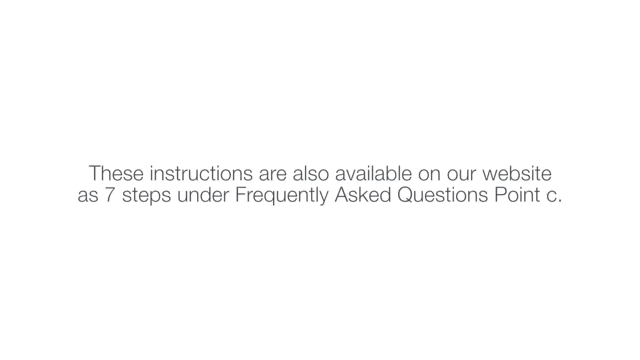 These instructions are also available on our website
as 7 steps under Frequently Asked Questions Point c.